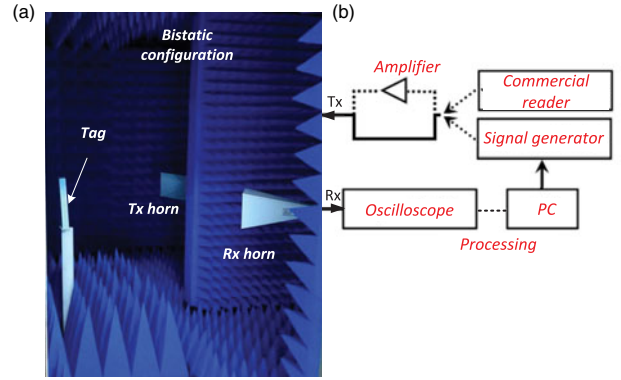 (a)
Bistatic
configuration
Tag
Tx horn
Rx horn
(b)
Amplifier
Tx
Commercial
reader
Signal generator
Rx
Oscilloscope
PC
Processing